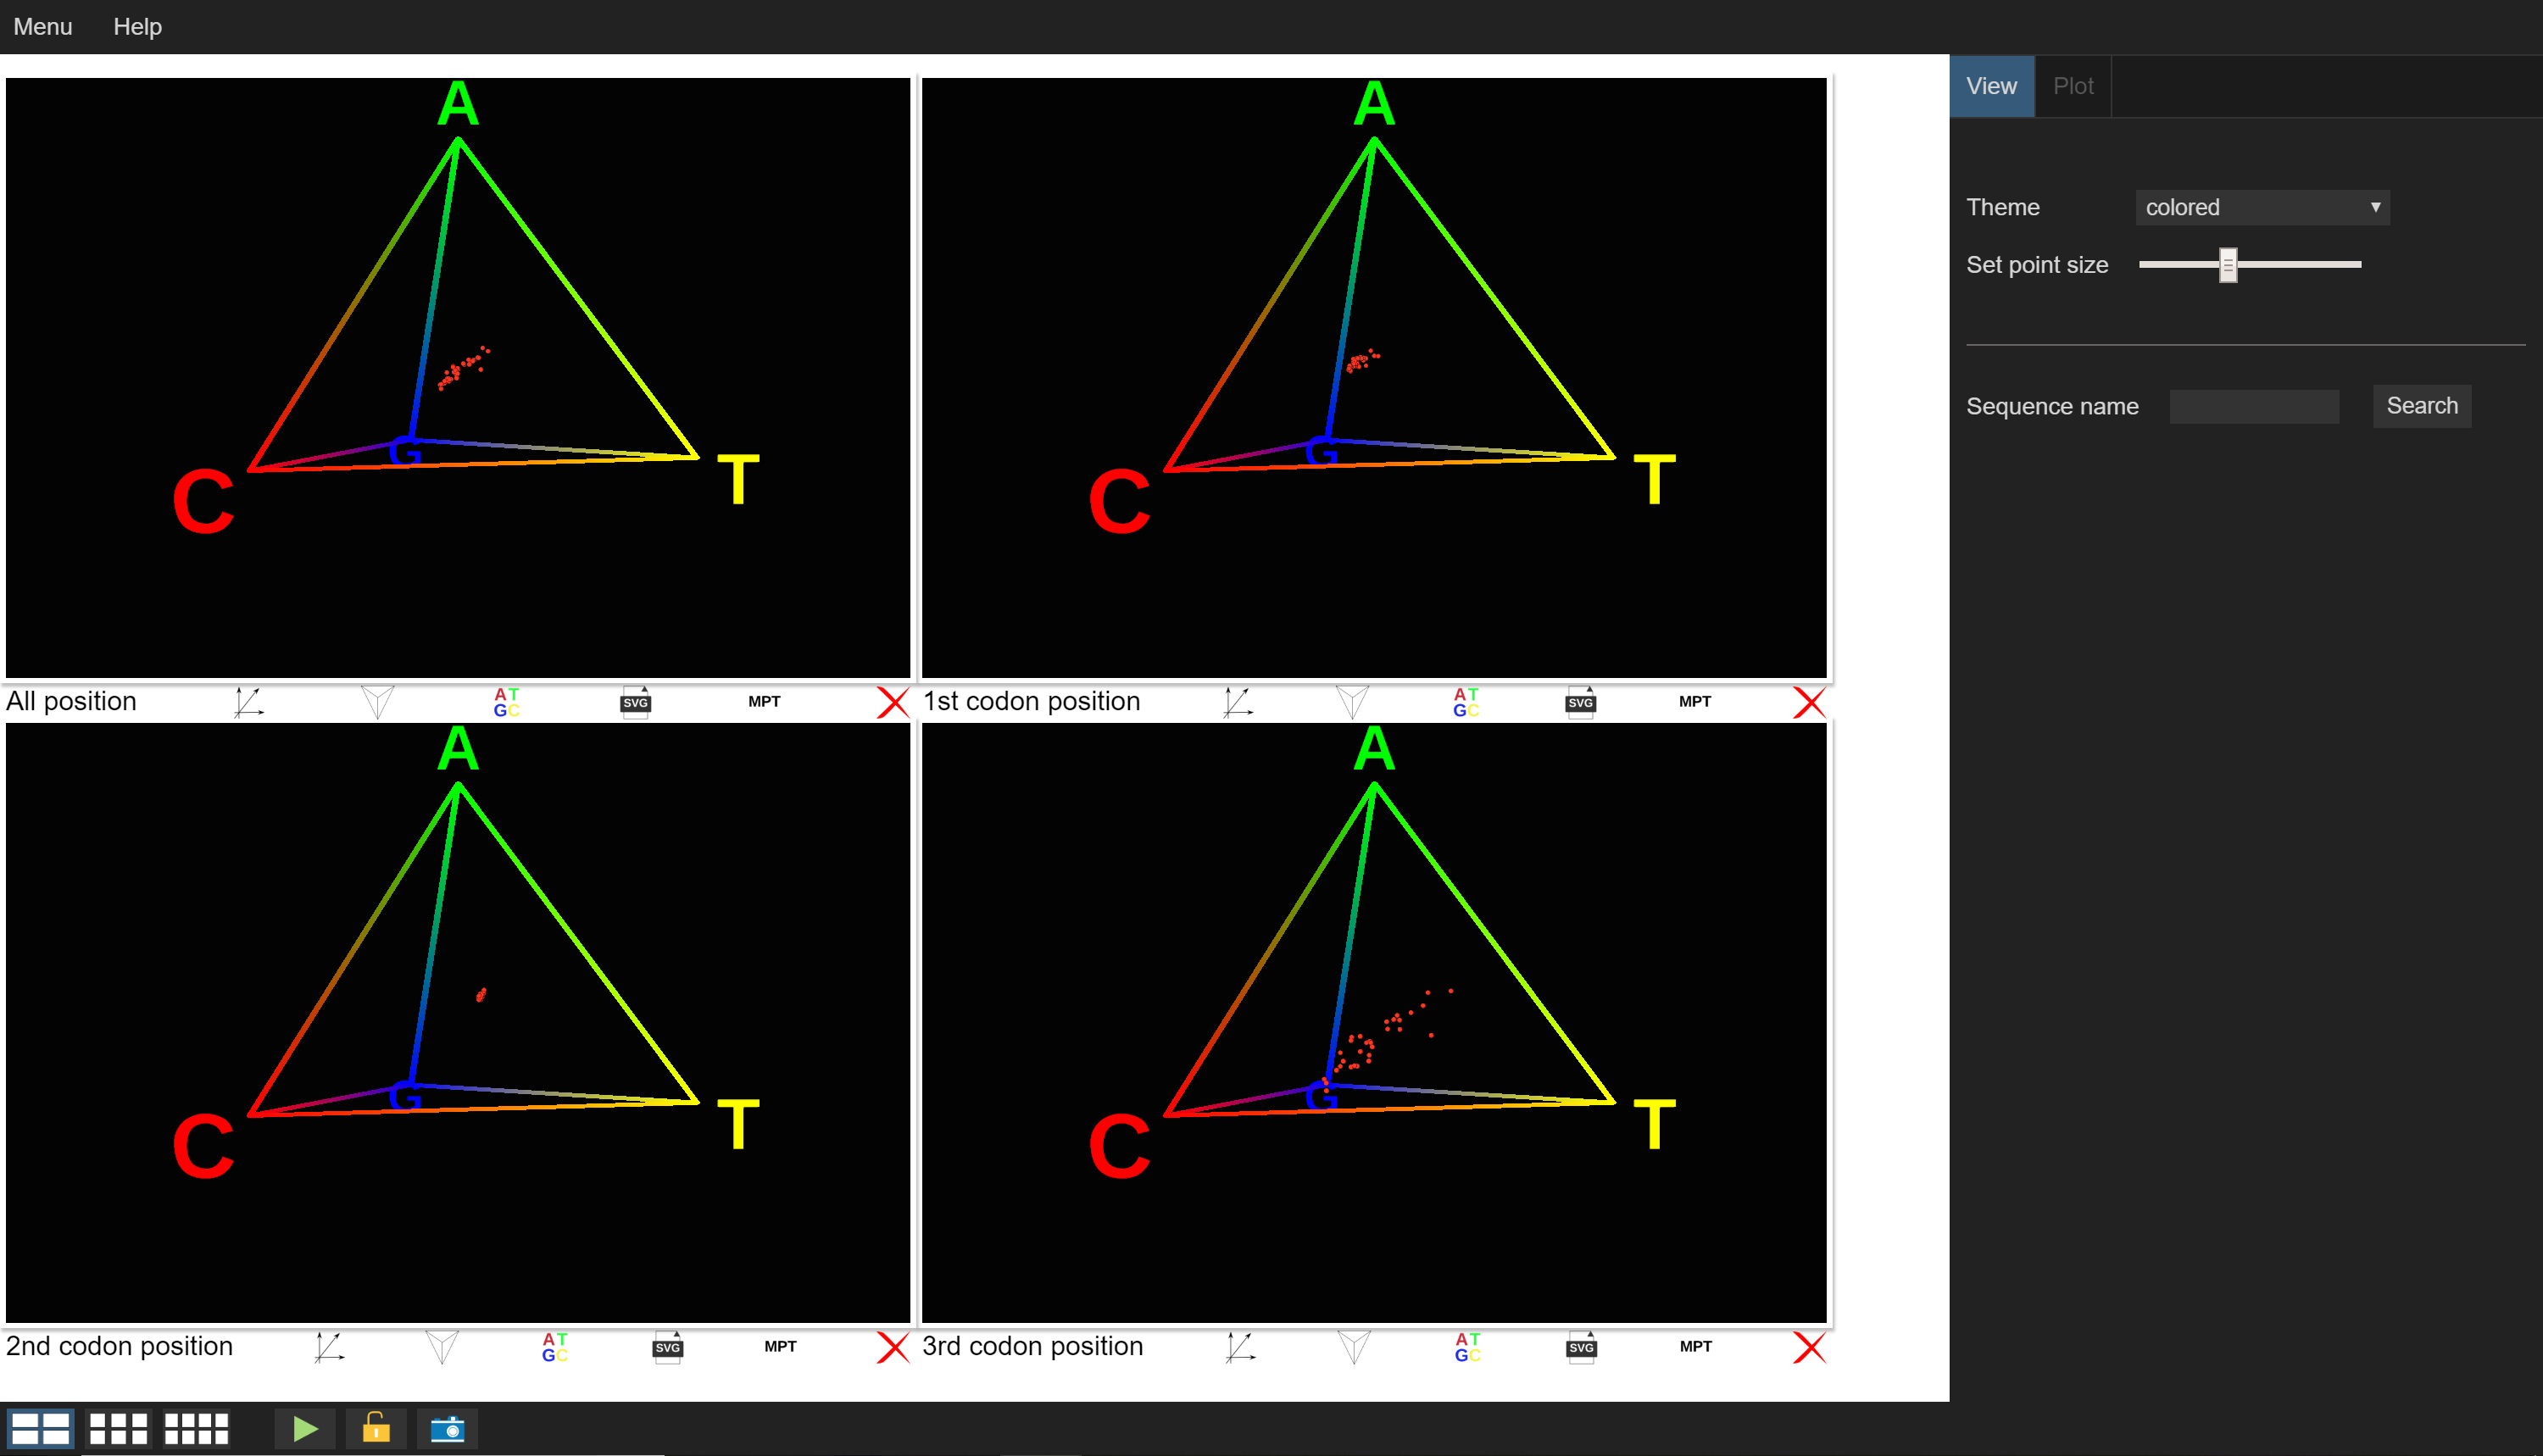 Menu Help
View Plot
A
G
C
T
All position AT GC SVG MPT
A
G
C
T
1st codon position AT GC SVG MPT
A
G
C
T
2nd codon position AT GC SVG MPT
A
G
C
T
3rd codon position AT GC SVG MPT
Theme colored
Set point size
Sequence name Search